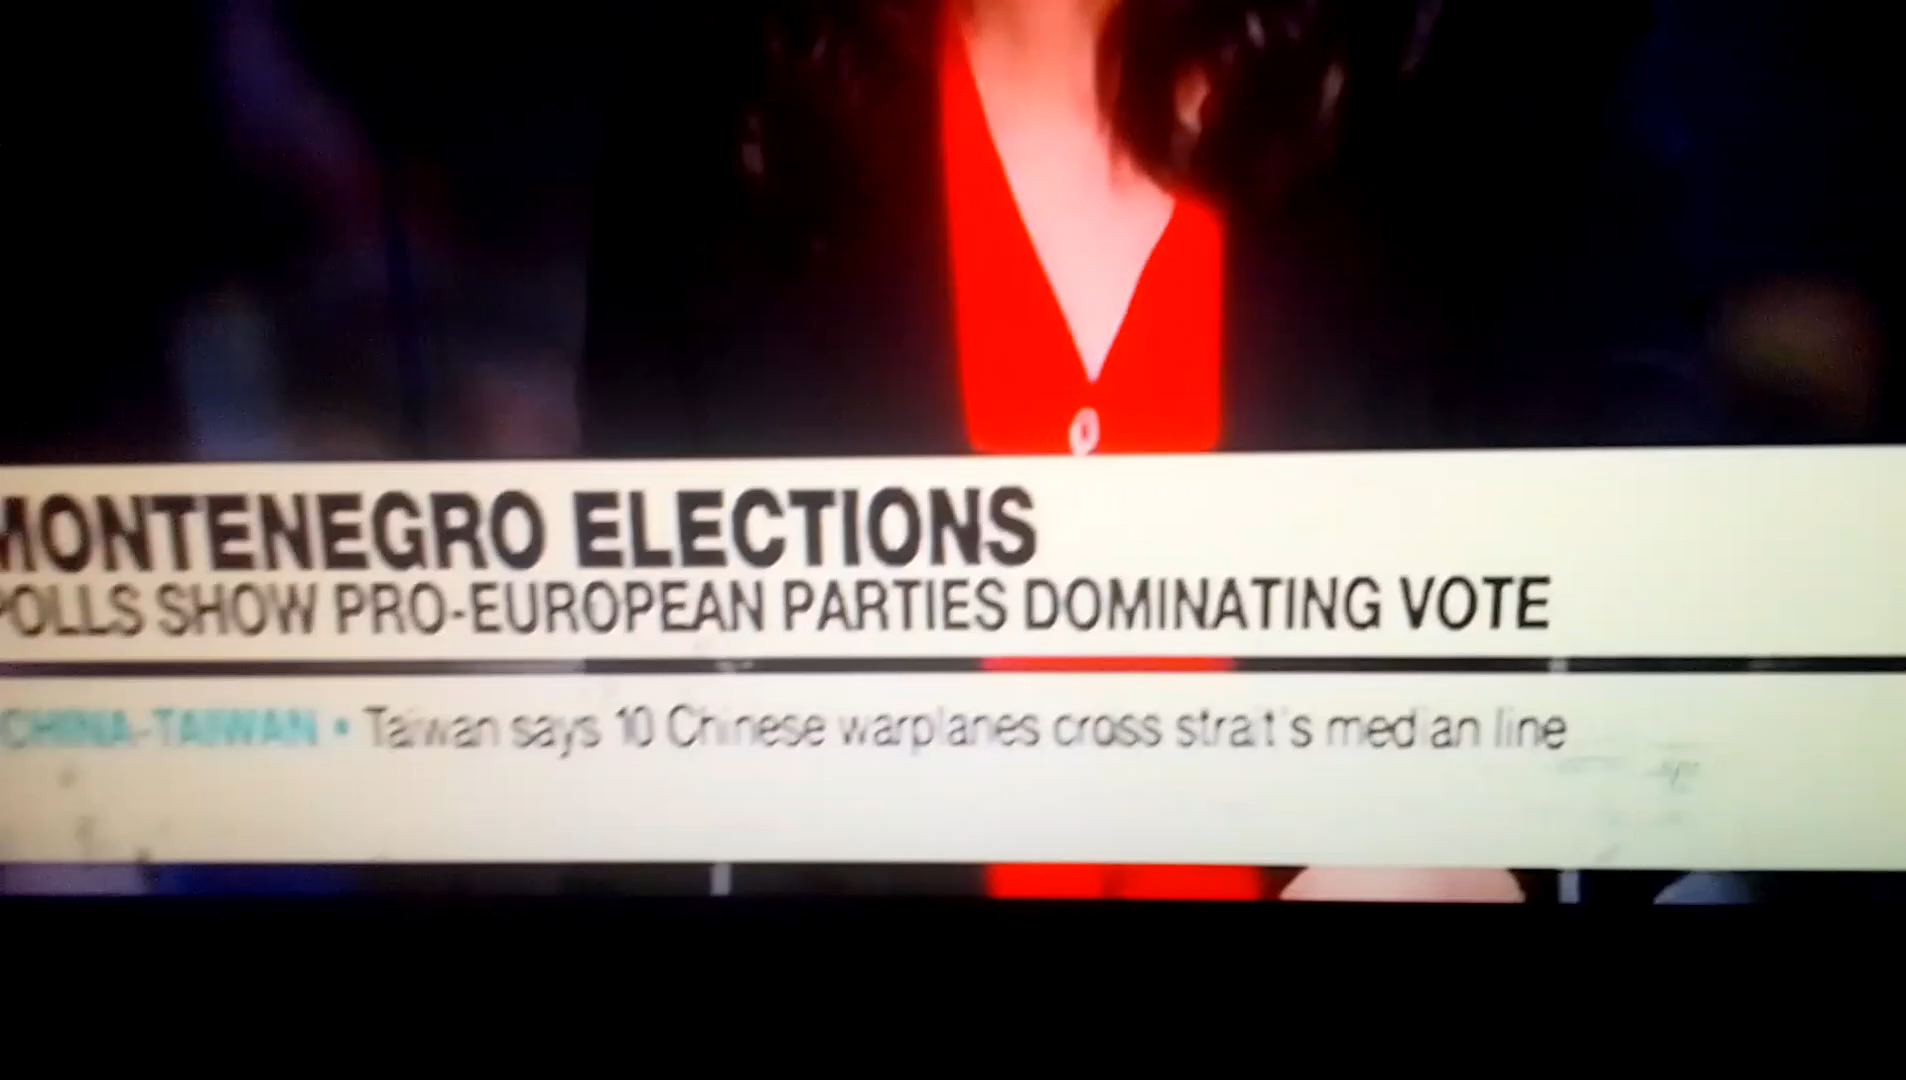 MONTENEGRO ELECTIONS
POLLS SHOW PRO-EUROPEAN PARTIES DOMINATING VOTE
CHINA-TAIWAN • Taiwan says 10 Chinese warplanes cross strait's median line